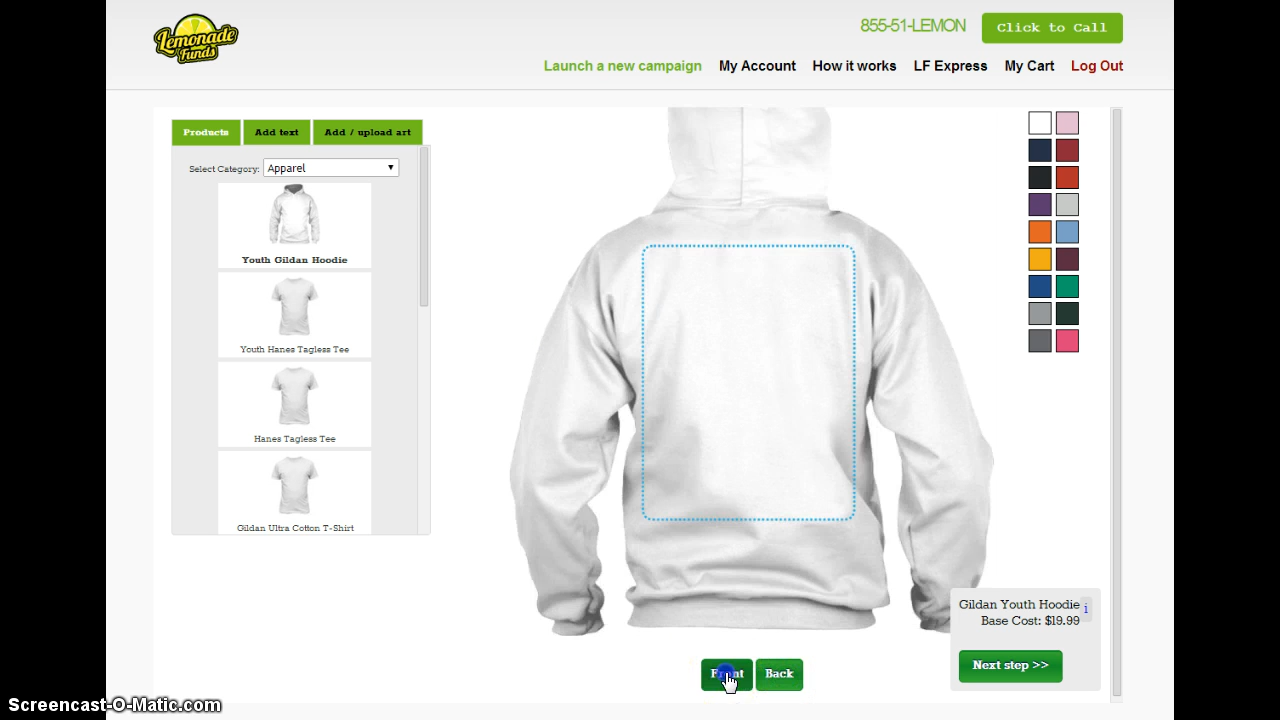 Lemonade
Funds
855-51-LEMON
Click to Call
Launch a new campaign My Account How it works LF Express My Cart Log Out
Products Add text Add / upload art
Select Category: Apparel
Youth Gildan Hoodie
Youth Hanes Tagless Tee
Hanes Tagless Tee
Gildan Ultra Cotton T-Shirt
Gildan Youth Hoodie i
Base Cost: $19.99
Next step >>
Front Back
Screencast-O-Matic.com